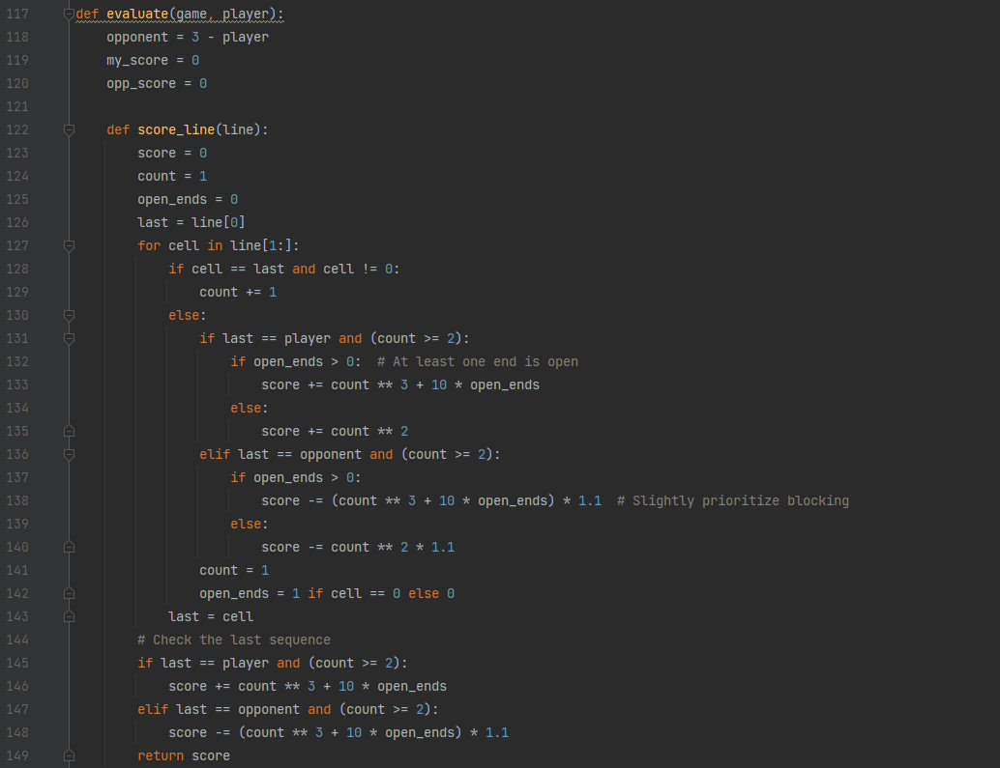 117 def evaluate(game, player):
118     opponent = 3 - player
119     my_score = 0
120     opp_score = 0
121
122     def score_line(line):
123         score = 0
124         count = 1
125         open_ends = 0
126         last = line[0]
127         for cell in line[1:]:
128             if cell == last and cell != 0:
129                 count += 1
130             else:
131                 if last == player and (count >= 2):
132                     if open_ends > 0:  # At least one end is open
133                         score += count ** 3 + 10 * open_ends
134                     else:
135                         score += count ** 2
136                 elif last == opponent and (count >= 2):
137                     if open_ends > 0:
138                         score -= (count ** 3 + 10 * open_ends) * 1.1  # Slightly prioritize blocking
139                     else:
140                         score -= count ** 2 * 1.1
141                 count = 1
142                 open_ends = 1 if cell == 0 else 0
143             last = cell
144         # Check the last sequence
145         if last == player and (count >= 2):
146             score += count ** 3 + 10 * open_ends
147         elif last == opponent and (count >= 2):
148             score -= (count ** 3 + 10 * open_ends) * 1.1
149         return score